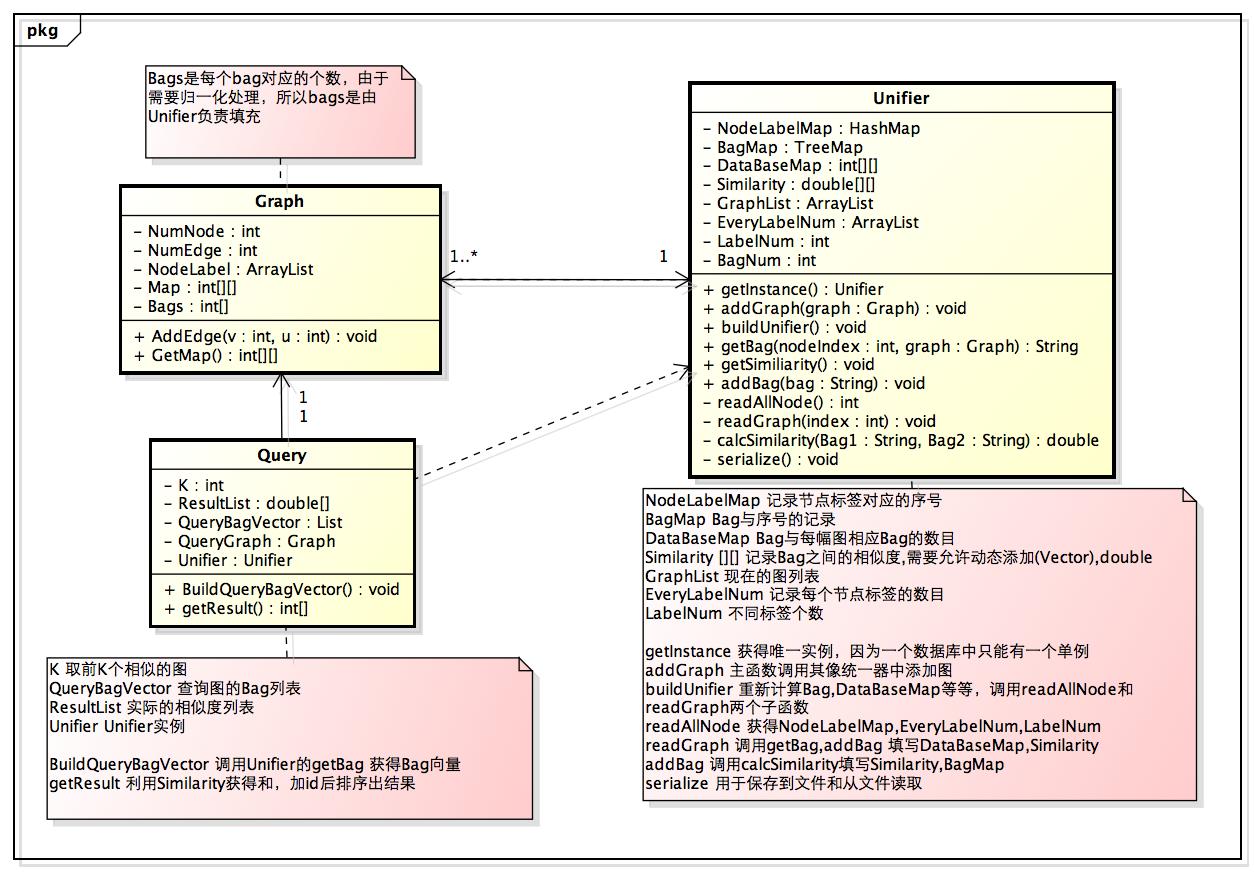 pkg
Bags是每个bag对应的个数，由于
需要归一化处理，所以bags是由
Unifier负责填充
Graph
- NumNode : int
- NumEdge : int
- NodeLabel : ArrayList
- Map : int[][]
- Bags : int[]
+ AddEdge(v : int, u : int) : void
+ GetMap() : int[][]
1..*
1
Unifier
- NodeLabelMap : HashMap
- BagMap : TreeMap
- DataBaseMap : int[][]
- Similarity : double[][]
- GraphList : ArrayList
- EveryLabelNum : ArrayList
- LabelNum : int
- BagNum : int
+ getInstance() : Unifier
+ addGraph(graph : Graph) : void
+ buildUnifier() : void
+ getBag(nodeIndex : int, graph : Graph) : String
+ getSimiliarity() : void
+ addBag(bag : String) : void
- readAllNode() : int
- readGraph(index : int) : void
- calcSimilarity(Bag1 : String, Bag2 : String) : double
- serialize() : void
1
1
Query
- K : int
- ResultList : double[]
- QueryBagVector : List
- QueryGraph : Graph
- Unifier : Unifier
+ BuildQueryBagVector() : void
+ getResult() : int[]
K 取前K个相似的图
QueryBagVector 查询图的Bag列表
ResultList 实际的相似度列表
Unifier Unifier实例
BuildQueryBagVector 调用Unifier的getBag 获得Bag向量
getResult 利用Similarity获得和，加id后排序出结果
NodeLabelMap 记录节点标签对应的序号
BagMap Bag与序号的记录
DataBaseMap Bag与每幅图相应Bag的数目
Similarity [][] 记录Bag之间的相似度,需要允许动态添加(Vector),double
GraphList 现在的图列表
EveryLabelNum 记录每个节点标签的数目
LabelNum 不同标签个数
getInstance 获得唯一实例，因为一个数据库中只能有一个单例
addGraph 主函数调用其像统一器中添加图
buildUnifier 重新计算Bag,DataBaseMap等等，调用readAllNode和
readGraph两个子函数
readAllNode 获得NodeLabelMap,EveryLabelNum,LabelNum
readGraph 调用getBag,addBag 填写DataBaseMap,Similarity
addBag 调用calcSimilarity填写Similarity,BagMap
serialize 用于保存到文件和从文件读取